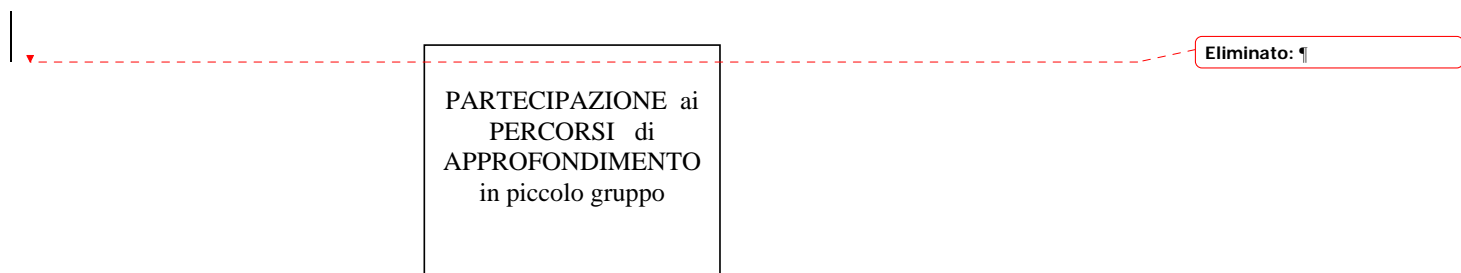 Eliminato: ¶
PARTECIPAZIONE ai
PERCORSI di
APPROFONDIMENTO
in piccolo gruppo